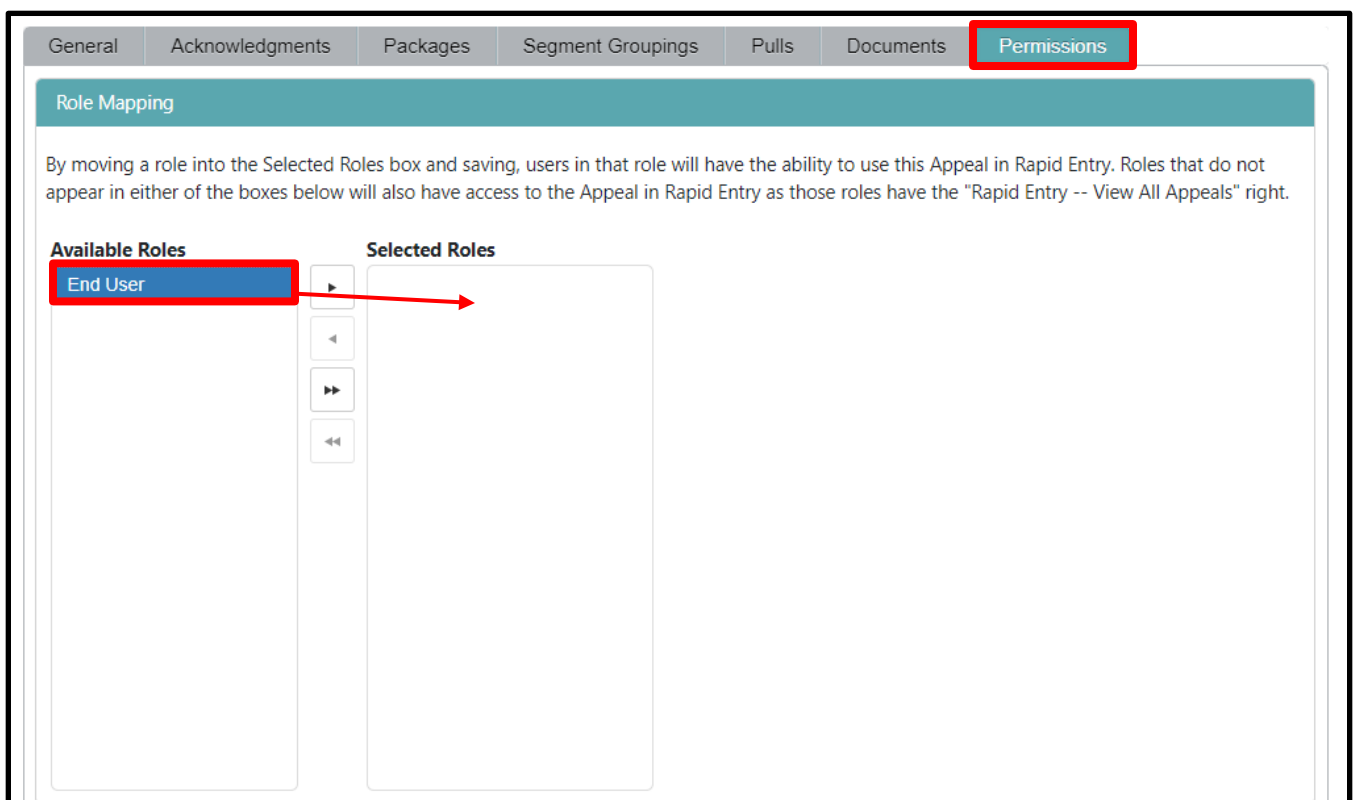 General Acknowledgments Packages Segment Groupings Pulls Documents Permissions
Role Mapping
By moving a role into the Selected Roles box and saving, users in that role will have the ability to use this Appeal in Rapid Entry. Roles that do not
appear in either of the boxes below will also have access to the Appeal in Rapid Entry as those roles have the "Rapid Entry -- View All Appeals" right.
Available Roles Selected Roles
End User